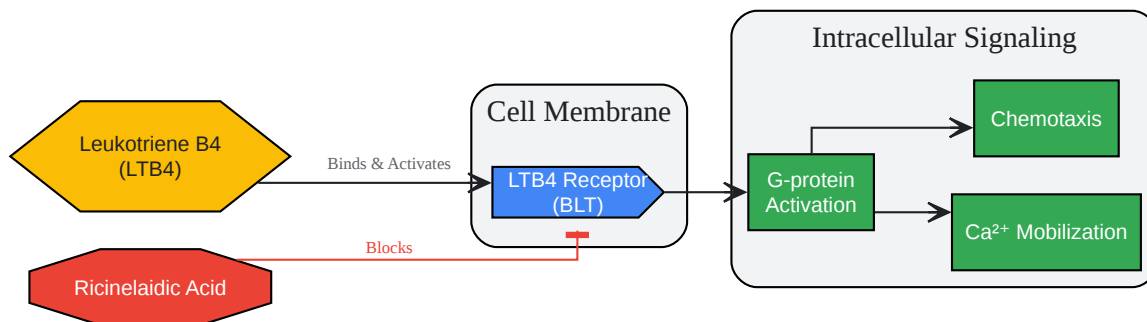 Intracellular Signaling
Cell Membrane
Leukotriene B4
(LTB4)
Binds & Activates
LTB4 Receptor
(BLT)
G-protein
Activation
Chemotaxis
Ca²⁺ Mobilization
Blocks
Ricinelaidic Acid